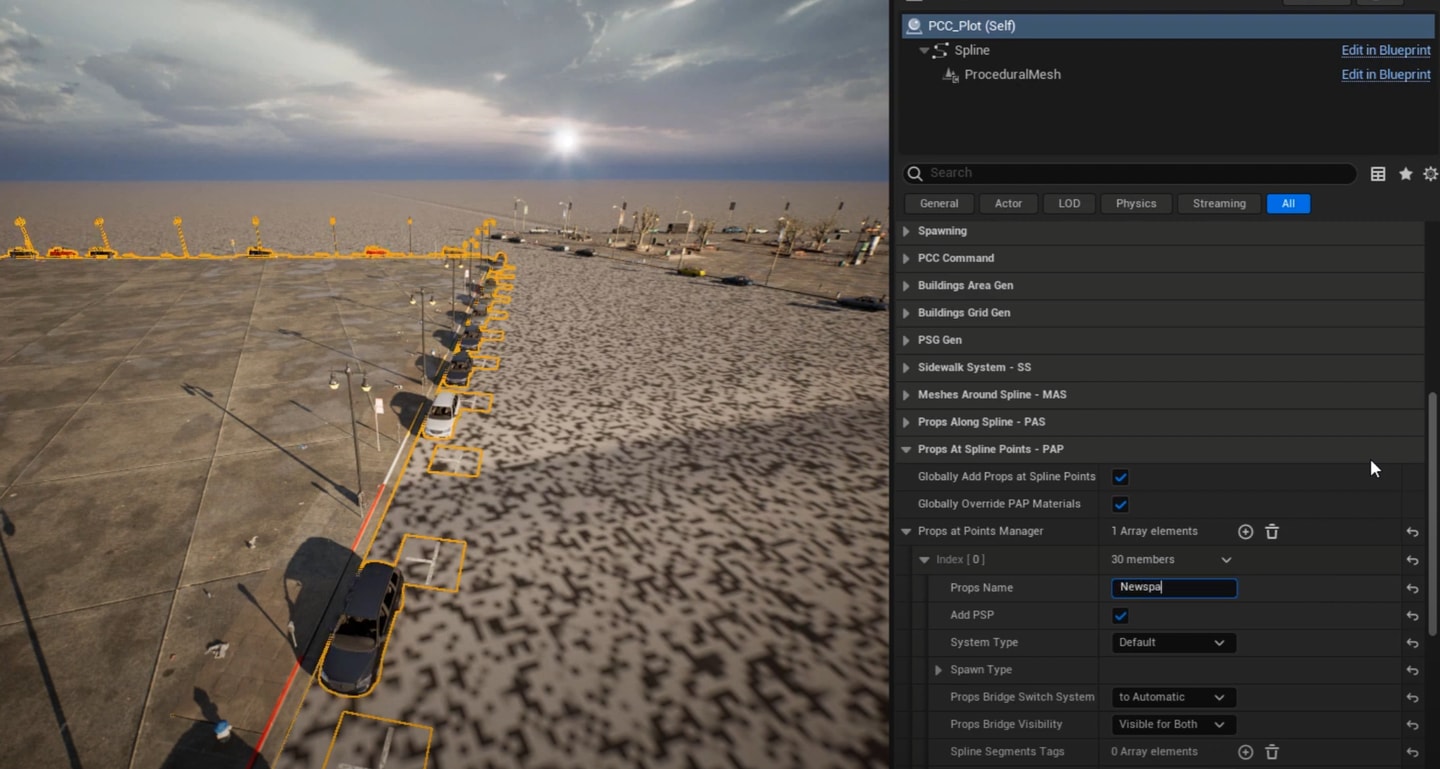 PCC_Plot (Self)
Spline Edit in Blueprint
ProceduralMesh Edit in Blueprint
Search
General Actor LOD Physics Streaming All
Spawning
PCC Command
Buildings Area Gen
Buildings Grid Gen
PSG Gen
Sidewalk System - SS
Meshes Around Spline - MAS
Props Along Spline - PAS
Props At Spline Points - PAP
Globally Add Props at Spline Points
Globally Override PAP Materials
Props at Points Manager 1 Array elements
Index [ 0 ] 30 members
Props Name Newspa
Add PSP
System Type Default
Spawn Type
Props Bridge Switch System to Automatic
Props Bridge Visibility Visible for Both
Spline Segments Tags 0 Array elements